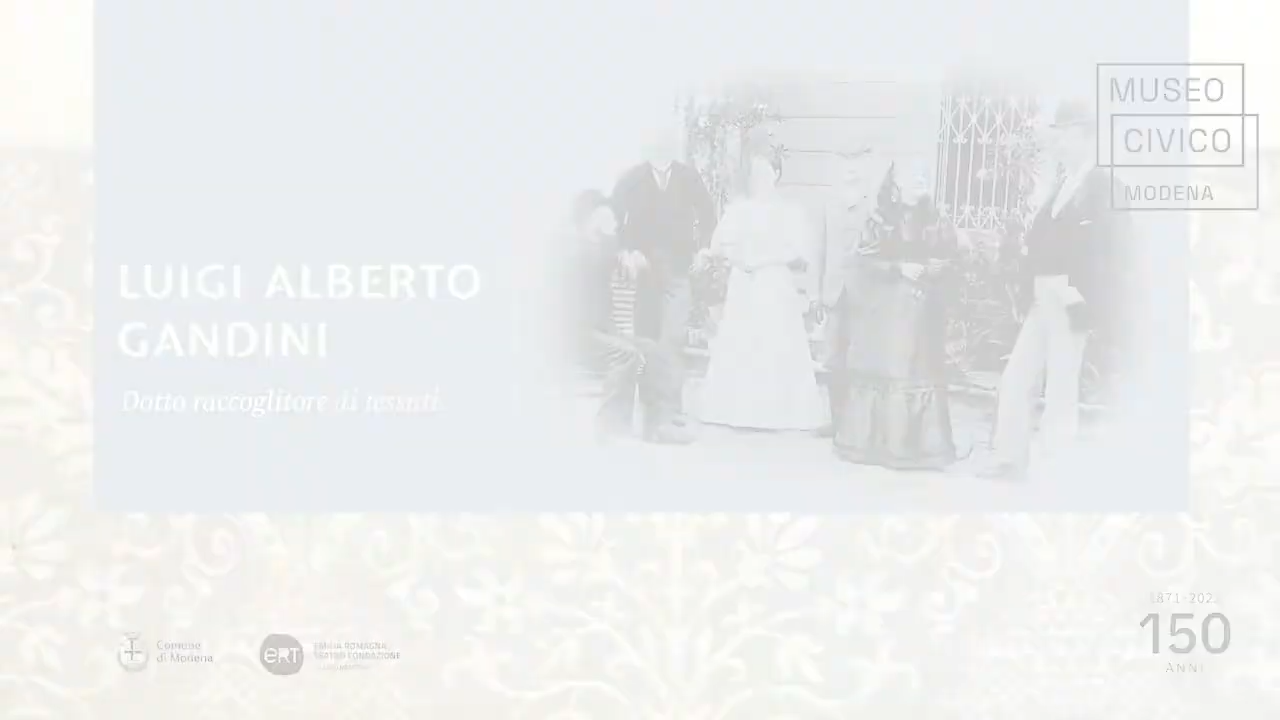 MUSEO
CIVICO
MODENA
LUIGI ALBERTO
GANDINI
Dotto raccoglitore di tessuti
Comune
di Modena
eRT
EMILIA ROMAGNA
TEATRO FONDAZIONE
150
ANNI